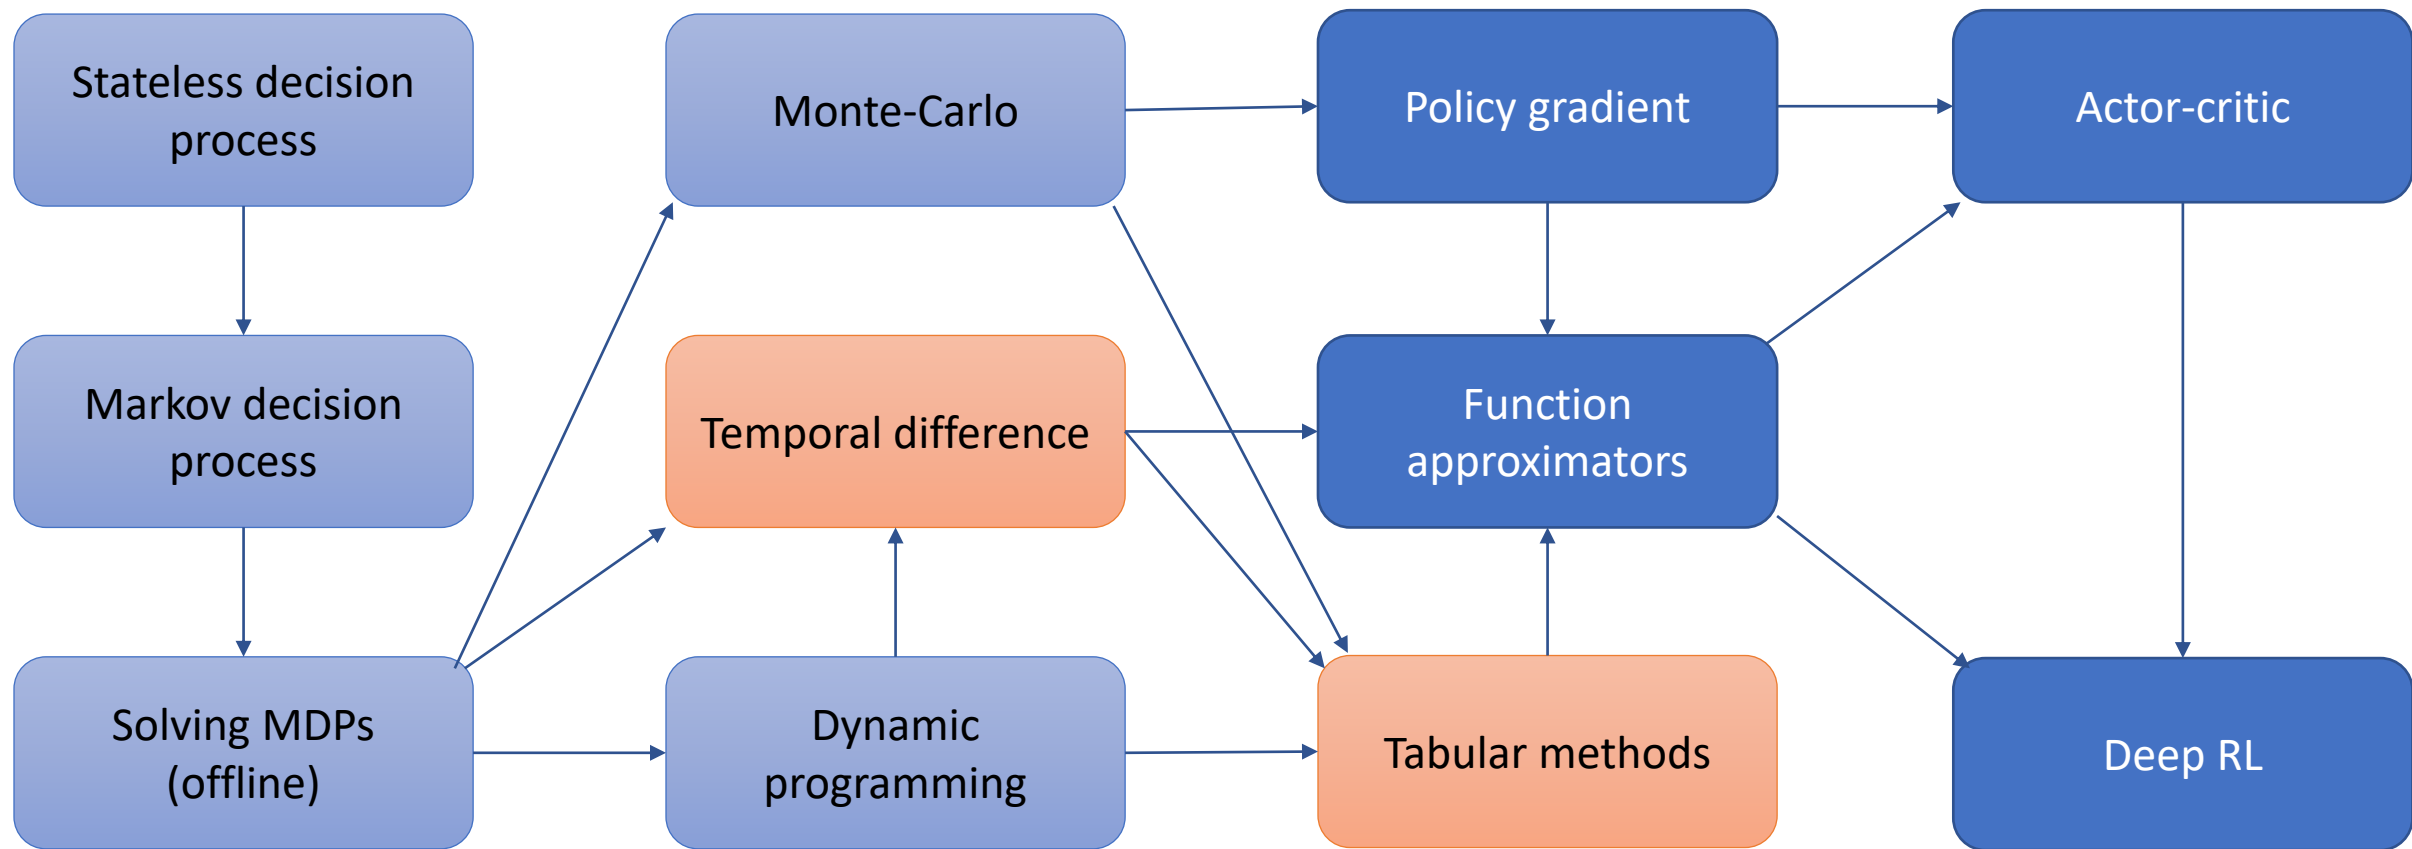 Stateless decision
process
Monte-Carlo
Policy gradient
Actor-critic
Markov decision
process
Temporal difference
Function
approximators
Solving MDPs
(offline)
Dynamic
programming
Tabular methods
Deep RL